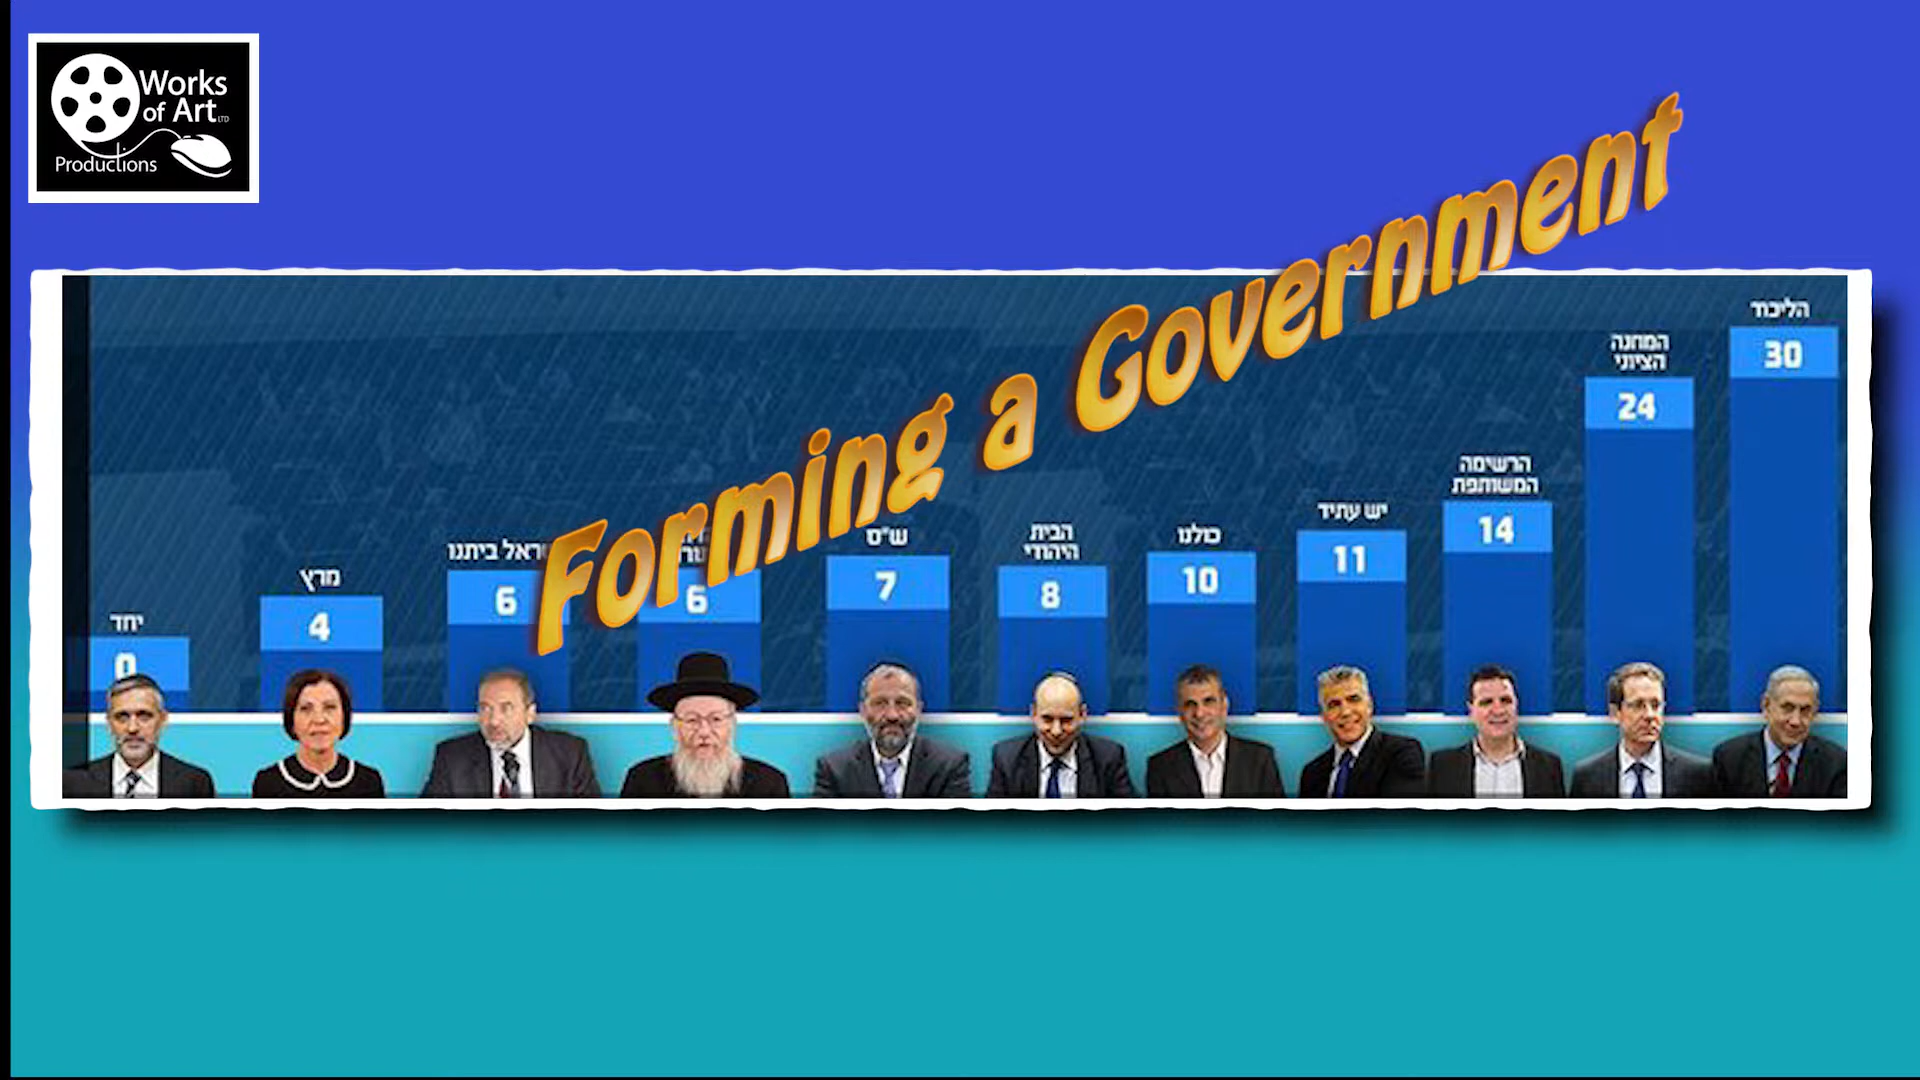 Works
of Art LTD
Productions
Forming a Government
הליכוד
30
המחנה
הציוני
24
הרשימה
המשותפת
14
יש עתיד
11
כולנו
10
הבית
היהודי
8
ש"ס
7
6
ביתנו
6
מרץ
4
יחד
0